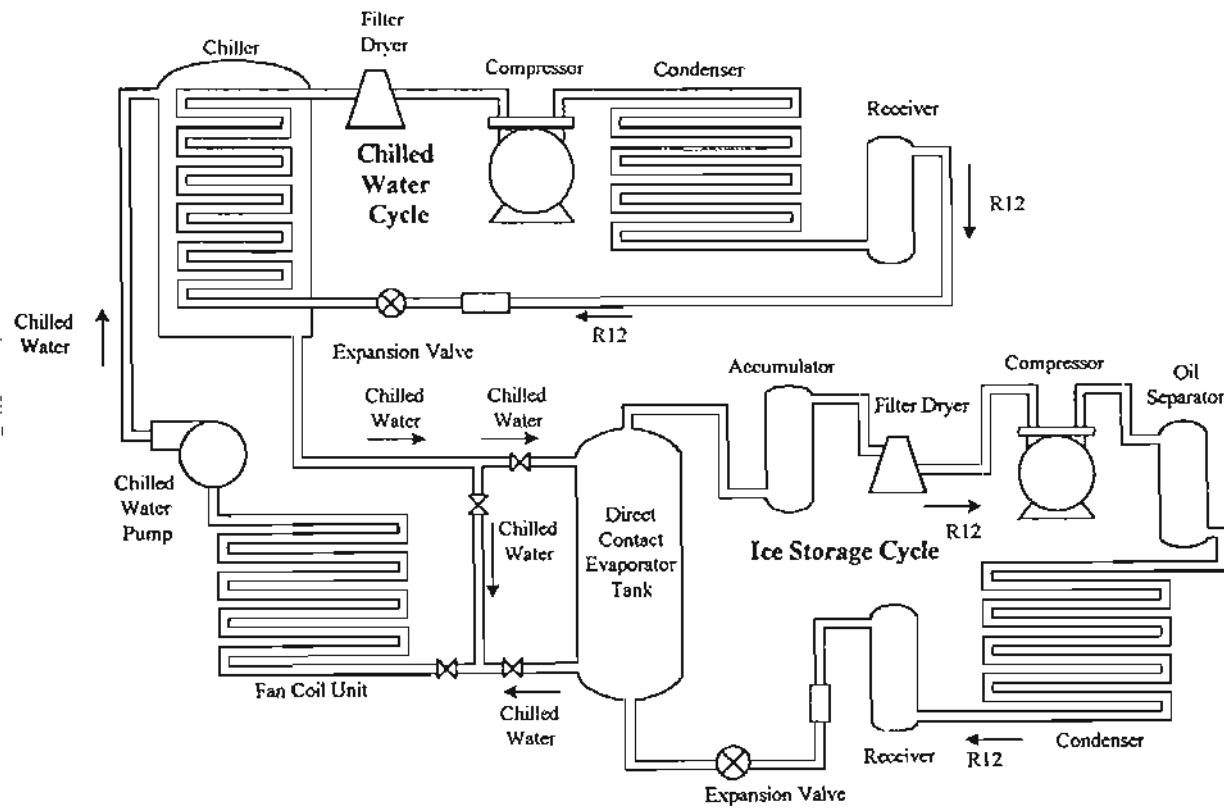 Filter
Dryer
Chiller
Compressor
Condenser
Receiver
Chilled
Water
Cycle
R12
Chilled
Water
R12
Expansion Valve
Accumulator
Compressor
Oil
Separator
Chilled
Water
Chilled
Water
Filter Dryer
Chilled
Water
Pump
Chilled
Water
Direct
Contact
Evaporator
Tank
R12
Ice Storage Cycle
Fan Coil Unit
Chilled
Water
Receiver
R12
Condenser
Expansion Valve